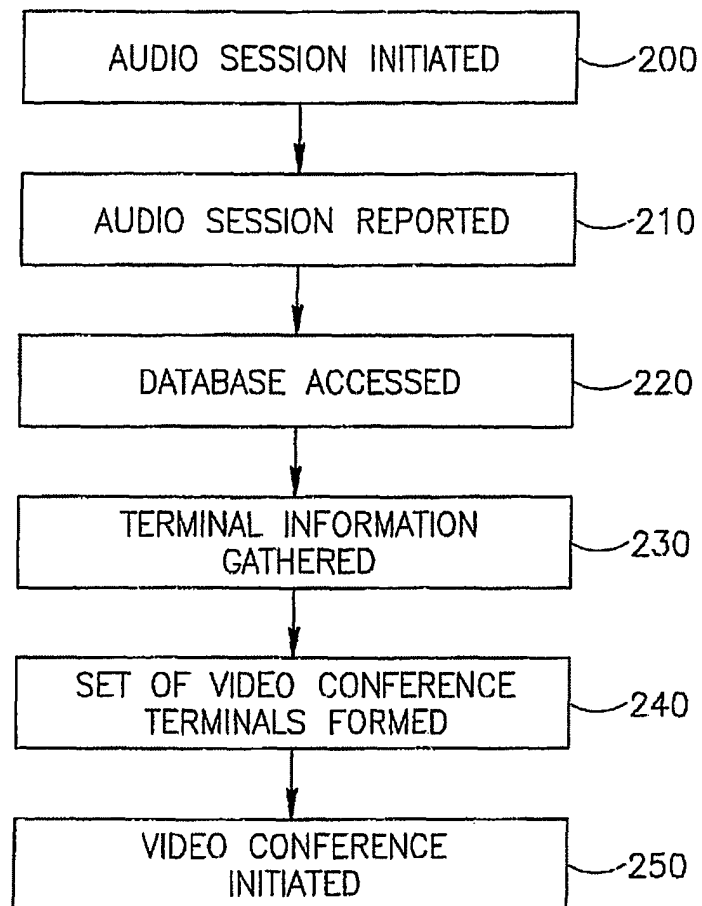 AUDIO SESSION INITIATED 200
AUDIO SESSION REPORTED 210
DATABASE ACCESSED 220
TERMINAL INFORMATION
GATHERED 230
SET OF VIDEO CONFERENCE
TERMINALS FORMED 240
VIDEO CONFERENCE
INITIATED 250